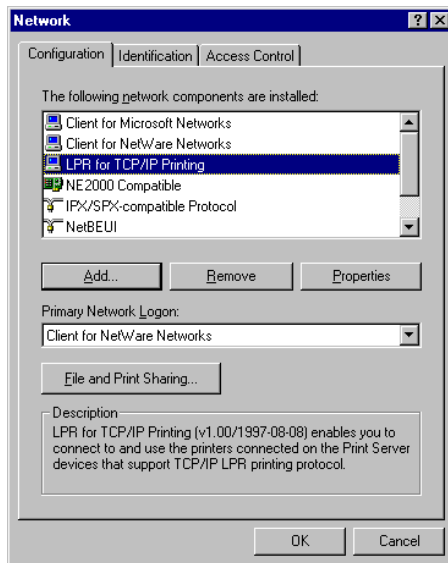 Network
Configuration Identification Access Control
The following network components are installed:
Client for Microsoft Networks
Client for NetWare Networks
LPR for TCP/IP Printing
NE2000 Compatible
IPX/SPX-compatible Protocol
NetBEUI
Add... Remove Properties
Primary Network Logon:
Client for NetWare Networks
File and Print Sharing...
Description
LPR for TCP/IP Printing (v1.00/1997-08-08) enables you to
connect to and use the printers connected on the Print Server
devices that support TCP/IP LPR printing protocol.
OK Cancel